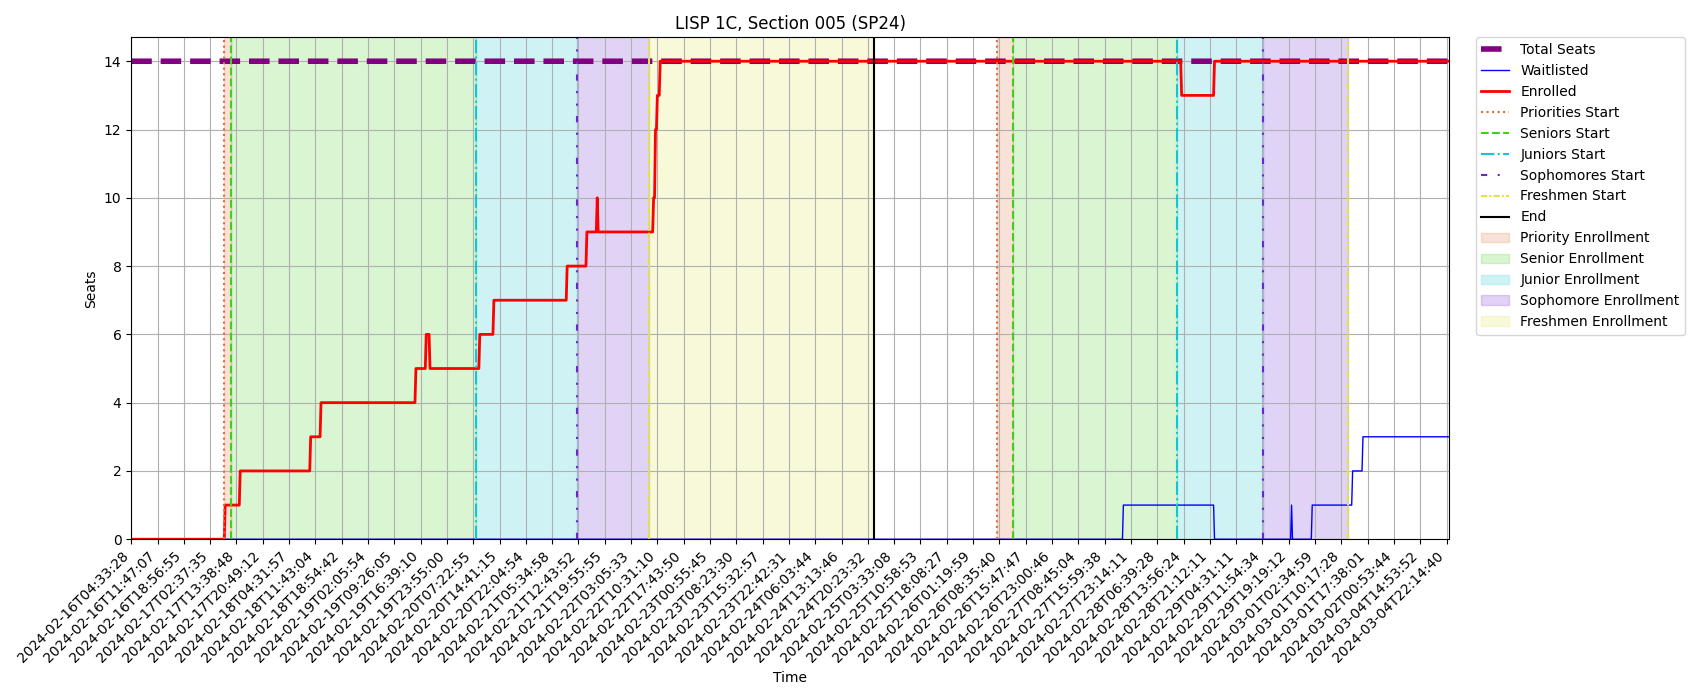 LISP 1C, Section 005 (SP24)
Seats
14
12
10
8
6
4
2
0
2024-02-16T04:33:28
2024-02-16T11:47:07
2024-02-16T18:56:55
2024-02-17T02:37:35
2024-02-17T13:38:48
2024-02-17T20:49:12
2024-02-18T04:31:57
2024-02-18T11:43:04
2024-02-18T18:54:42
2024-02-19T02:05:54
2024-02-19T09:26:05
2024-02-19T16:39:10
2024-02-19T23:55:00
2024-02-20T07:22:55
2024-02-20T14:41:15
2024-02-20T22:04:54
2024-02-21T05:34:58
2024-02-21T12:43:52
2024-02-21T19:55:55
2024-02-22T03:05:33
2024-02-22T10:31:10
2024-02-22T17:43:50
2024-02-23T00:55:45
2024-02-23T08:23:30
2024-02-23T15:32:57
2024-02-23T22:42:31
2024-02-24T06:03:44
2024-02-24T13:13:46
2024-02-24T20:23:32
2024-02-25T03:33:08
2024-02-25T10:58:53
2024-02-25T18:08:27
2024-02-26T01:19:59
2024-02-26T08:35:40
2024-02-26T15:47:47
2024-02-26T23:00:46
2024-02-27T08:45:04
2024-02-27T15:59:38
2024-02-27T23:14:11
2024-02-28T06:39:28
2024-02-28T13:56:24
2024-02-28T21:12:11
2024-02-29T04:31:11
2024-02-29T11:54:34
2024-02-29T19:19:12
2024-03-01T02:34:59
2024-03-01T10:17:28
2024-03-01T17:38:01
2024-03-02T00:53:44
2024-03-04T14:53:52
2024-03-04T22:14:40
Time
Total Seats
Waitlisted
Enrolled
Priorities Start
Seniors Start
Juniors Start
Sophomores Start
Freshmen Start
End
Priority Enrollment
Senior Enrollment
Junior Enrollment
Sophomore Enrollment
Freshmen Enrollment